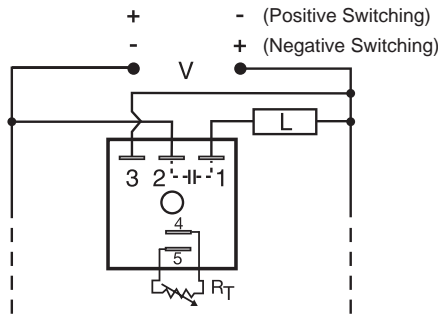 + - (Positive Switching)
- + (Negative Switching)
V
L
3 2 1
4
5
RT